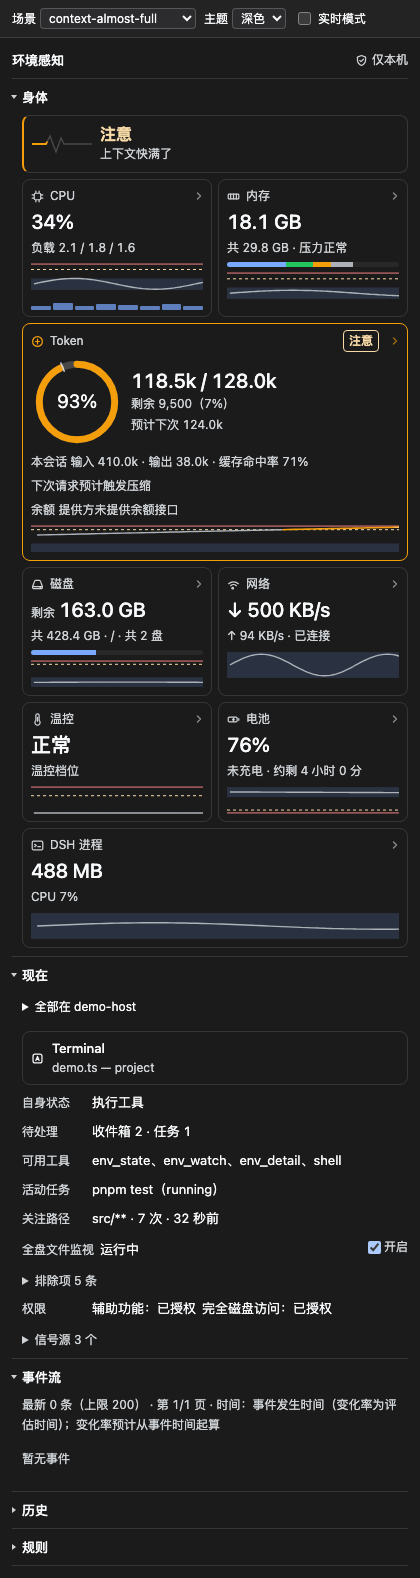 场景 context-almost-full 主题 深色 实时模式
环境感知 仅本机
身体
注意
上下文快满了
CPU
34%
负载 2.1 / 1.8 / 1.6
内存
18.1 GB
共 29.8 GB · 压力正常
Token 注意
93%
118.5k / 128.0k
剩余 9,500（7%）
预计下次 124.0k
本会话 输入 410.0k · 输出 38.0k · 缓存命中率 71%
下次请求预计触发压缩
余额 提供方未提供余额接口
磁盘
剩余 163.0 GB
共 428.4 GB · / · 共 2 盘
网络
↓ 500 KB/s
↑ 94 KB/s · 已连接
温控
正常
温控档位
电池
76%
未充电 · 约剩 4 小时 0 分
DSH 进程
488 MB
CPU 7%
现在
全部在 demo-host
Terminal
demo.ts — project
自身状态 执行工具
待处理 收件箱 2 · 任务 1
可用工具 env_state、env_watch、env_detail、shell
活动任务 pnpm test（running）
关注路径 src/** · 7 次 · 32 秒前
全盘文件监视 运行中 开启
排除项 5 条
权限 辅助功能：已授权 完全磁盘访问：已授权
信号源 3 个
事件流
最新 0 条（上限 200） · 第 1/1 页 · 时间：事件发生时间（变化率为评
估时间）；变化率预计从事件时间起算
暂无事件
历史
规则